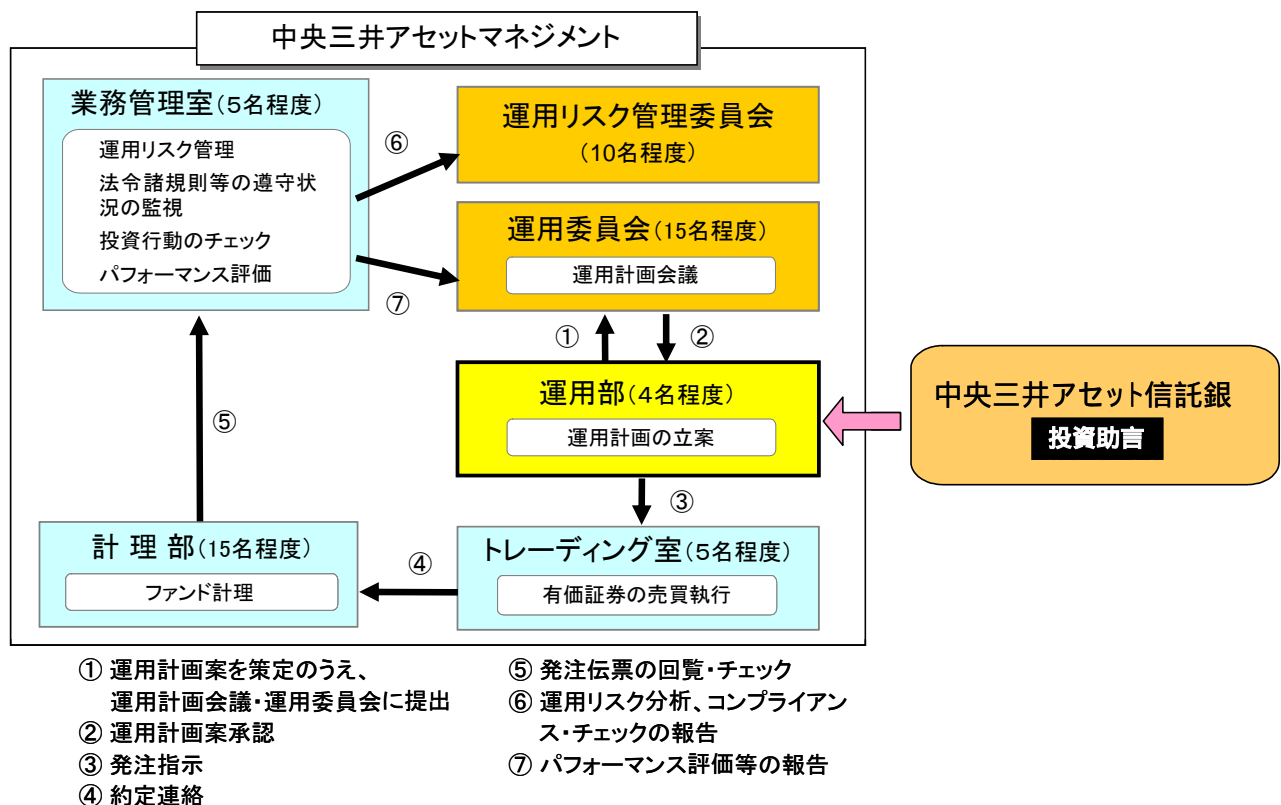 中央三井アセットマネジメント
業務管理室(5名程度)
運用リスク管理
法令諸規則等の遵守状
況の監視
投資行動のチェック
パフォーマンス評価
⑥
運用リスク管理委員会
(10名程度)
⑦
運用委員会(15名程度)
運用計画会議
①
②
運用部(4名程度)
運用計画の立案
中央三井アセット信託銀
投資助言
⑤
③
計 理 部(15名程度)
ファンド計理
④
トレーディング室(5名程度)
有価証券の売買執行
① 運用計画案を策定のうえ、
運用計画会議・運用委員会に提出
② 運用計画案承認
③ 発注指示
④ 約定連絡
⑤ 発注伝票の回覧・チェック
⑥ 運用リスク分析、コンプライアン
ス・チェックの報告
⑦ パフォーマンス評価等の報告